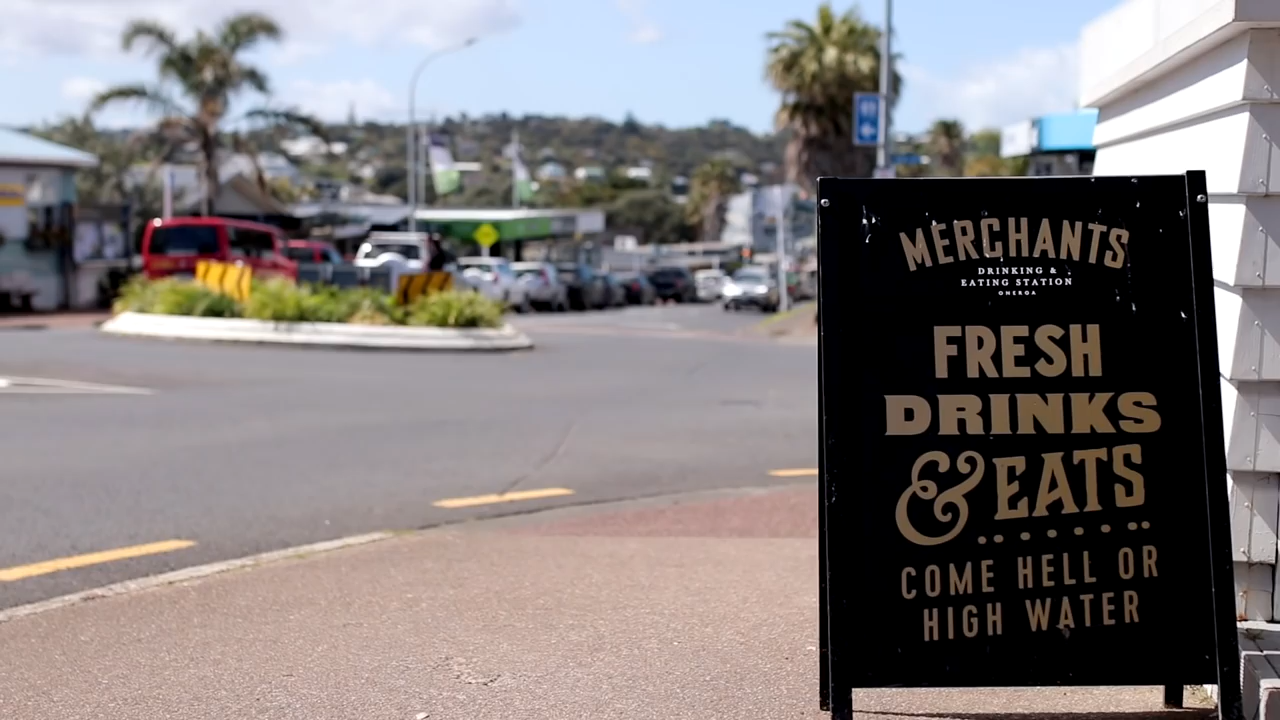 MERCHANTS
DRINKING &
EATING STATION
ONEROA
FRESH
DRINKS
& EATS
COME HELL OR
HIGH WATER